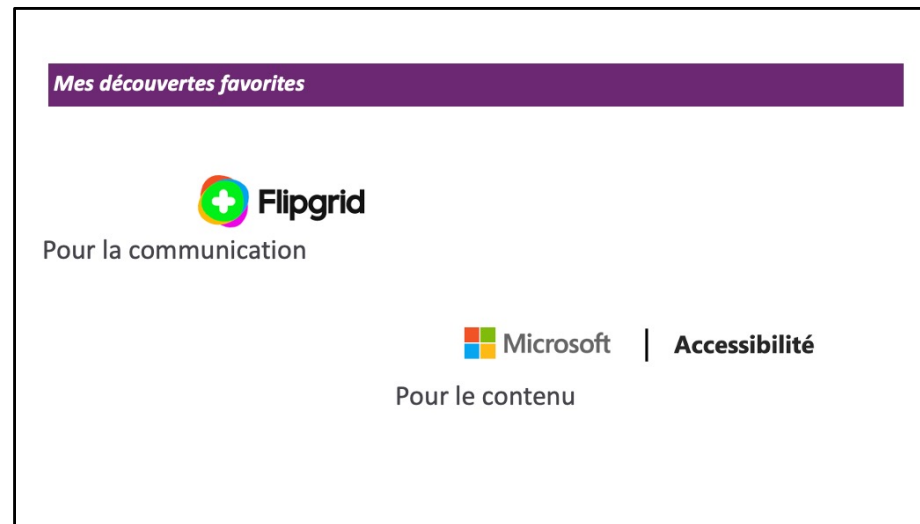 Mes découvertes favorites
Flipgrid
Pour la communication
Microsoft | Accessibilité
Pour le contenu